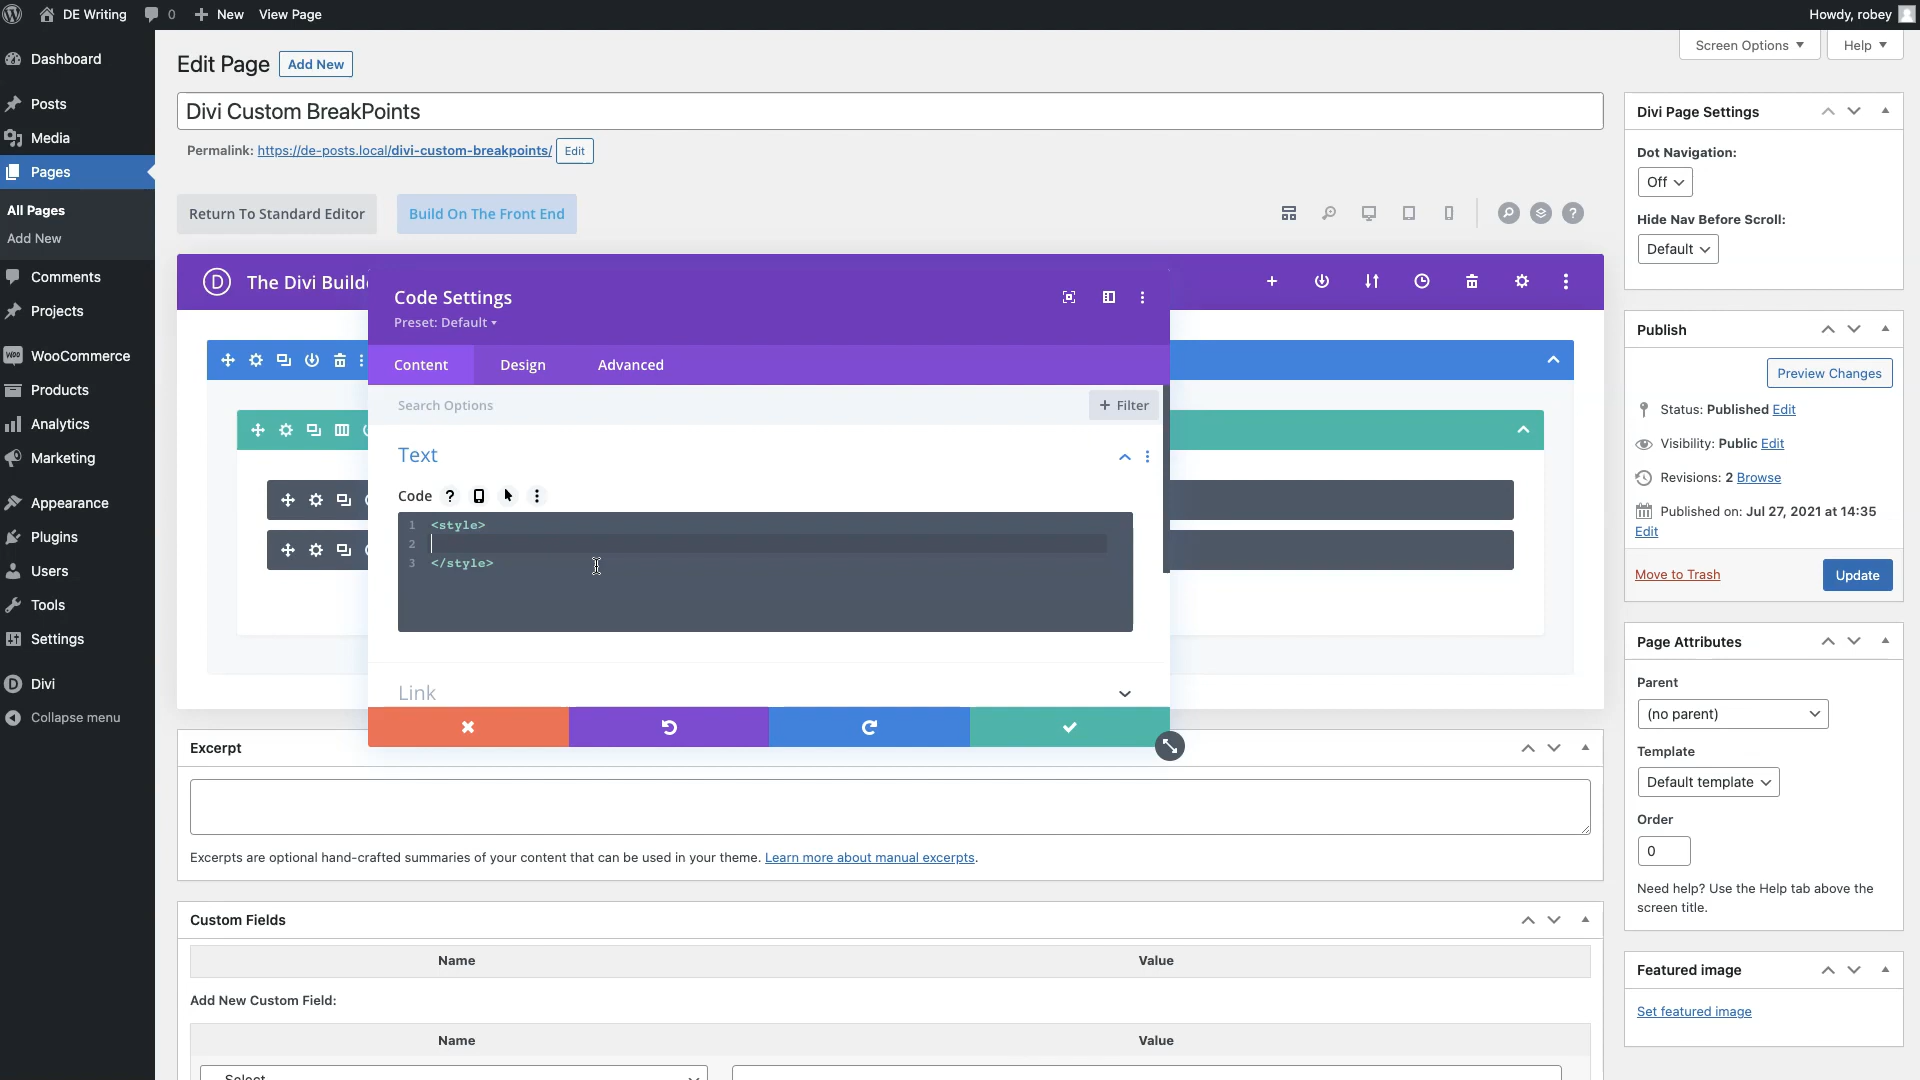 DE Writing
0
New
View Page
Howdy, robey
Dashboard
Posts
Media
Pages
All Pages
Add New
Comments
Projects
WooCommerce
Products
Analytics
Marketing
Appearance
Plugins
Users
Tools
Settings
Divi
Collapse menu
Edit Page
Add New
Screen Options
Help
Divi Custom BreakPoints
Permalink: https://de-posts.local/divi-custom-breakpoints/ Edit
Return To Standard Editor
Build On The Front End
The Divi Builde
Code Settings
Preset: Default
Content
Design
Advanced
Search Options
+ Filter
Text
Code
1 <style>
2
3 </style>
Link
Excerpt
Excerpts are optional hand-crafted summaries of your content that can be used in your theme. Learn more about manual excerpts.
Custom Fields
Name Value
Add New Custom Field:
Name Value
Select
Divi Page Settings
Dot Navigation:
Off
Hide Nav Before Scroll:
Default
Publish
Preview Changes
Status: Published Edit
Visibility: Public Edit
Revisions: 2 Browse
Published on: Jul 27, 2021 at 14:35
Edit
Move to Trash
Update
Page Attributes
Parent
(no parent)
Template
Default template
Order
0
Need help? Use the Help tab above the
screen title.
Featured image
Set featured image